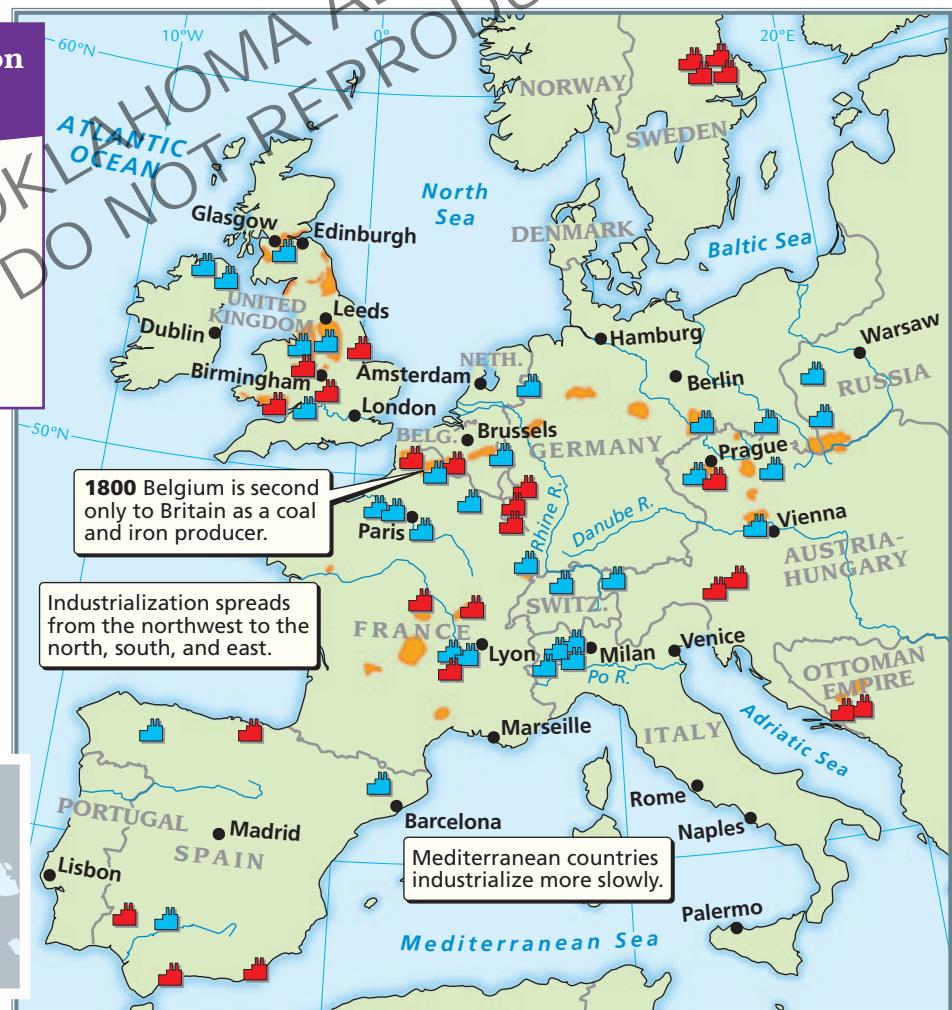 on
60°N
10°W
0°
20°E
OKLAHOMA
DO NOT REPRODU
ATLANTIC
OCEAN
NORWAY
SWEDEN
North
Sea
Glasgow
Edinburgh
DENMARK
Baltic Sea
UNITED
KINGDOM
Leeds
Dublin
Hamburg
Warsaw
NETH.
Birmingham
Amsterdam
Berlin
RUSSIA
London
50°N
BELG.
Brussels
GERMANY
Prague
1800 Belgium is second
only to Britain as a coal
and iron producer.
Paris
Rhine R.
Danube R.
Vienna
AUSTRIA-
HUNGARY
Industrialization spreads
from the northwest to the
north, south, and east.
SWITZ.
FRANCE
Lyon
Milan
Venice
Po R.
OTTOMAN
EMPIRE
Marseille
ITALY
Adriatic Sea
PORTUGAL
Madrid
SPAIN
Barcelona
Rome
Naples
Lisbon
Mediterranean countries
industrialize more slowly.
Palermo
Mediterranean Sea